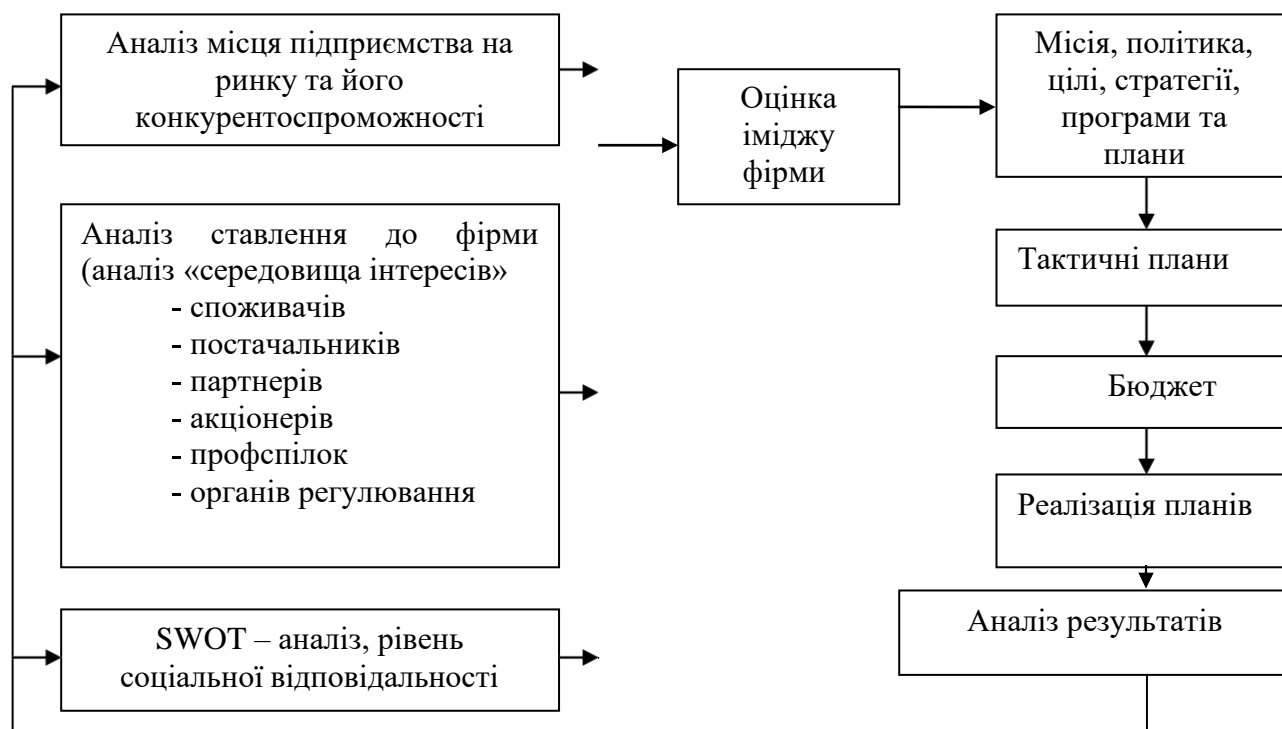 Аналіз місця підприємства на
ринку та його
конкурентоспроможності
Аналіз ставлення до фірми
(аналіз «середовища інтересів»
- споживачів
- постачальників
- партнерів
- акціонерів
- профспілок
- органів регулювання
SWOT – аналіз, рівень
соціальної відповідальності
Оцінка
іміджу
фірми
Місія, політика,
цілі, стратегії,
програми та
плани
Тактичні плани
Бюджет
Реалізація планів
Аналіз результатів